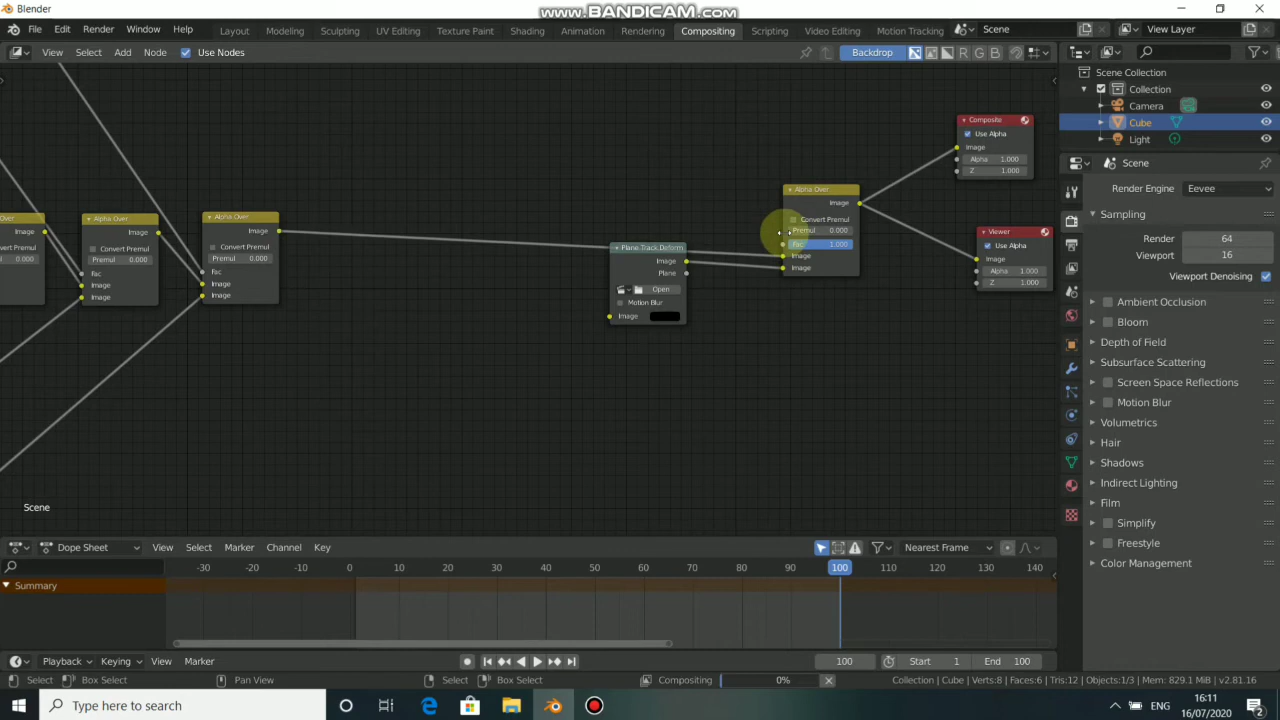 Blender
www.BANDICAM.com
File Edit Render Window Help Layout Modeling Sculpting UV Editing Texture Paint Shading Animation Rendering Compositing Scripting Video Editing Motion Tracking Scene View Layer
View Select Add Node Use Nodes Backdrop R G B
Scene Collection
Collection
Camera
Cube
Light
Scene
Render Engine Eevee
Sampling
Render 64
Viewport 16
Viewport Denoising
Ambient Occlusion
Bloom
Depth of Field
Subsurface Scattering
Screen Space Reflections
Motion Blur
Volumetrics
Hair
Shadows
Indirect Lighting
Film
Simplify
Freestyle
Color Management
Over
Image
Convert Premul
0.000
Alpha Over
Image
Convert Premul
Premul 0.000
Fac
Image
Image
Alpha Over
Image
Convert Premul
Premul 0.000
Fac
Image
Image
Plane Track Deform
Image
Plane
Open
Motion Blur
Image
Alpha Over
Image
Convert Premul
Premul 0.000
Fac 1.000
Image
Image
Composite
Use Alpha
Image
Alpha 1.000
Z 1.000
Viewer
Use Alpha
Image
Alpha 1.000
Z 1.000
Scene
Dope Sheet View Select Marker Channel Key Nearest Frame
-30 -20 -10 0 10 20 30 40 50 60 70 80 90 100 110 120 130 140
Summary
Playback Keying View Marker 100 Start 1 End 100
Select Box Select Pan View Select Box Select Compositing 0% Collection | Cube | Verts:8 | Faces:6 | Tris:12 | Objects:1/3 | Mem: 829.1 MiB | v2.81.16
Type here to search ENG 16:11
16/07/2020
2